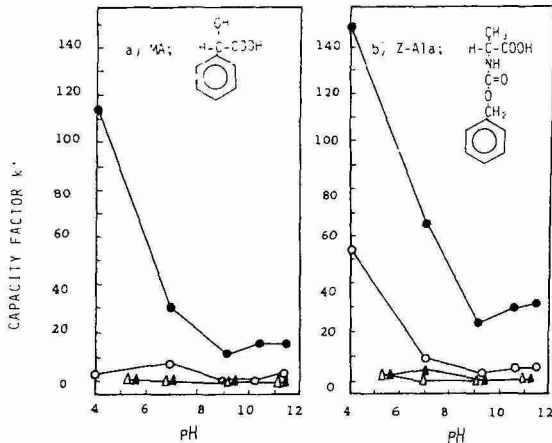 a) MA;
OH
H-C-COOH
b) Z-Ala;
CH3
H-C-COOH
NH
C=O
O
CH2
CAPACITY FACTOR k'
140
120
100
80
60
40
20
0
4
6
8
10
12
pH
140
120
100
80
60
40
20
0
4
6
8
10
12
pH